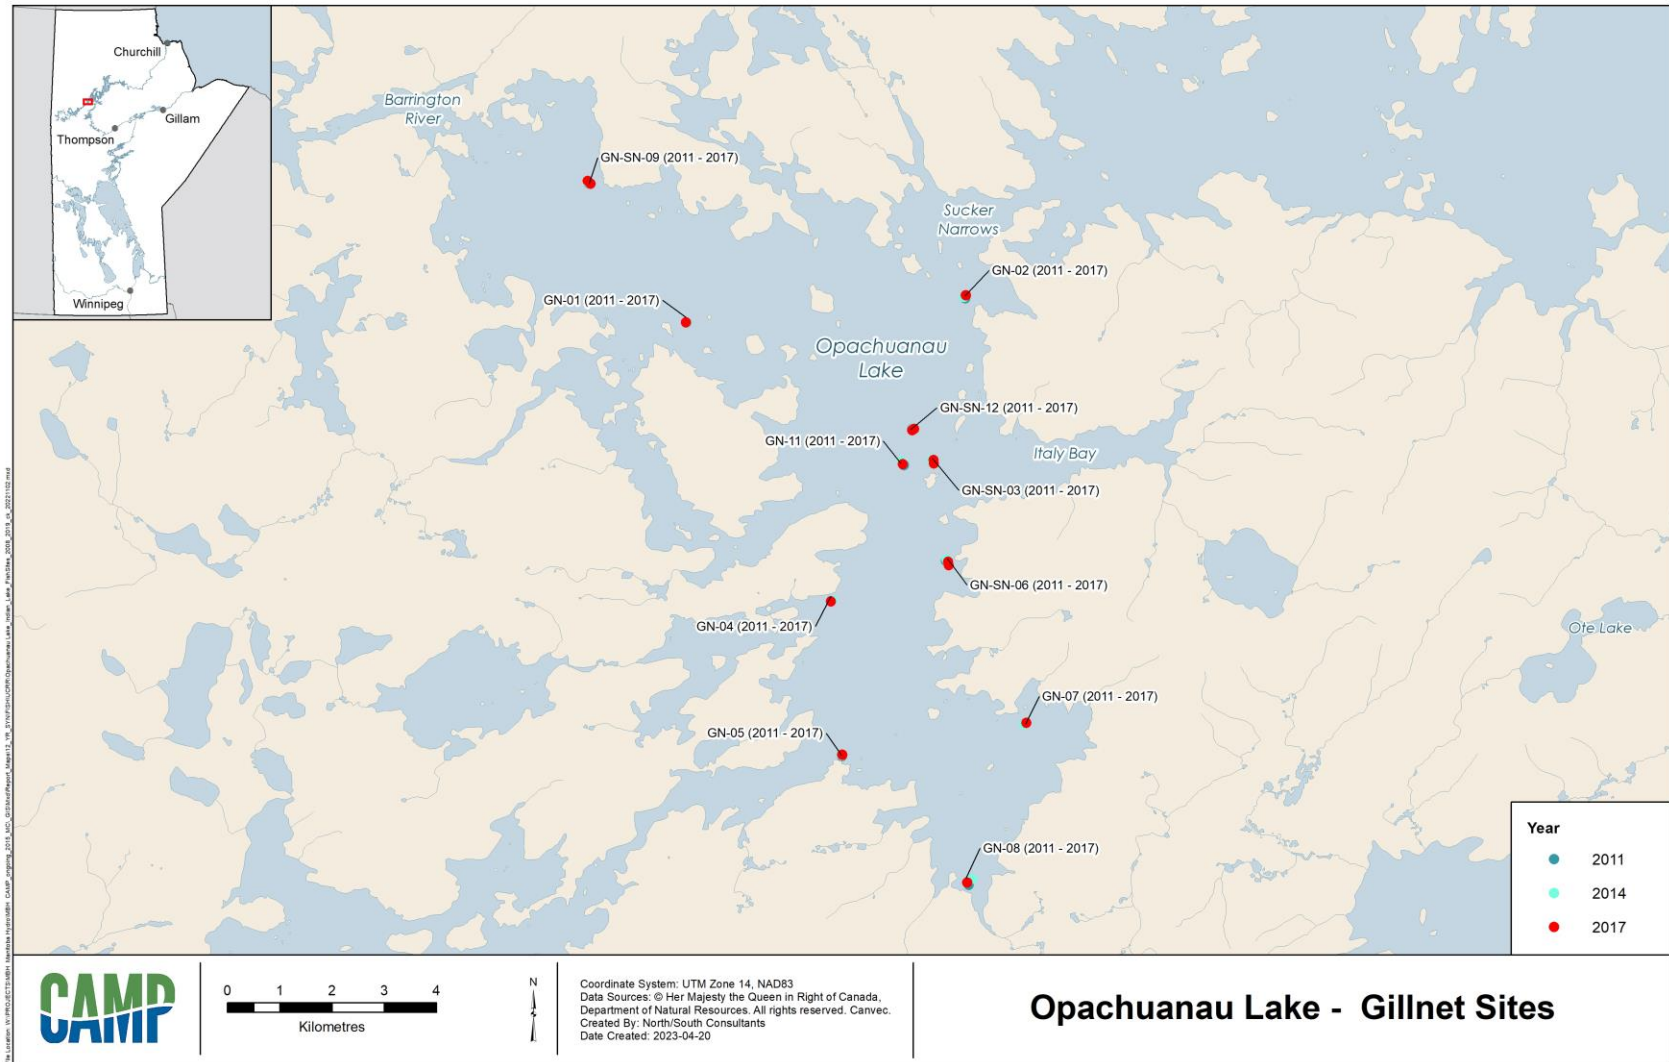 Churchill
Gillam
Thompson
Winnipeg
Barrington
River
GN-SN-09 (2011 - 2017)
Sucker
Narrows
GN-02 (2011 - 2017)
GN-01 (2011 - 2017)
Opachuanau
Lake
GN-SN-12 (2011 - 2017)
GN-11 (2011 - 2017)
Italy Bay
GN-SN-03 (2011 - 2017)
GN-SN-06 (2011 - 2017)
GN-04 (2011 - 2017)
Ote Lake
GN-07 (2011 - 2017)
GN-05 (2011 - 2017)
GN-08 (2011 - 2017)
Year
2011
2014
2017
CAMP
0 1 2 3 4
Kilometres
N
Coordinate System: UTM Zone 14, NAD83
Data Sources: © Her Majesty the Queen in Right of Canada,
Department of Natural Resources. All rights reserved. Canvec.
Created By: North/South Consultants
Date Created: 2023-04-20
Opachuanau Lake - Gillnet Sites